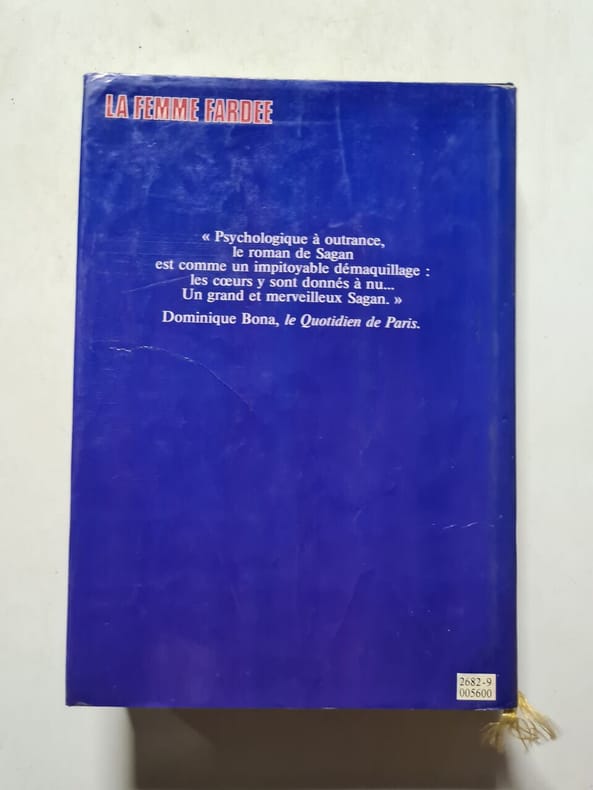 LA FEMME FARDEE
« Psychologique à outrance,
le roman de Sagan
est comme un impitoyable démaquillage :
les cœurs y sont donnés à nu...
Un grand et merveilleux Sagan. »
Dominique Bona, le Quotidien de Paris.
2682-9
005600